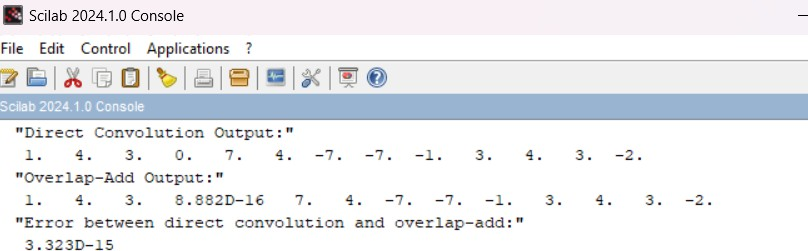 Scilab 2024.1.0 Console
File Edit Control Applications ?
Scilab 2024.1.0 Console
"Direct Convolution Output:"
1. 4. 3. 0. 7. 4. -7. -7. -1. 3. 4. 3. -2.
"Overlap-Add Output:"
1. 4. 3. 8.882D-16 7. 4. -7. -7. -1. 3. 4. 3. -2.
"Error between direct convolution and overlap-add:"
3.323D-15